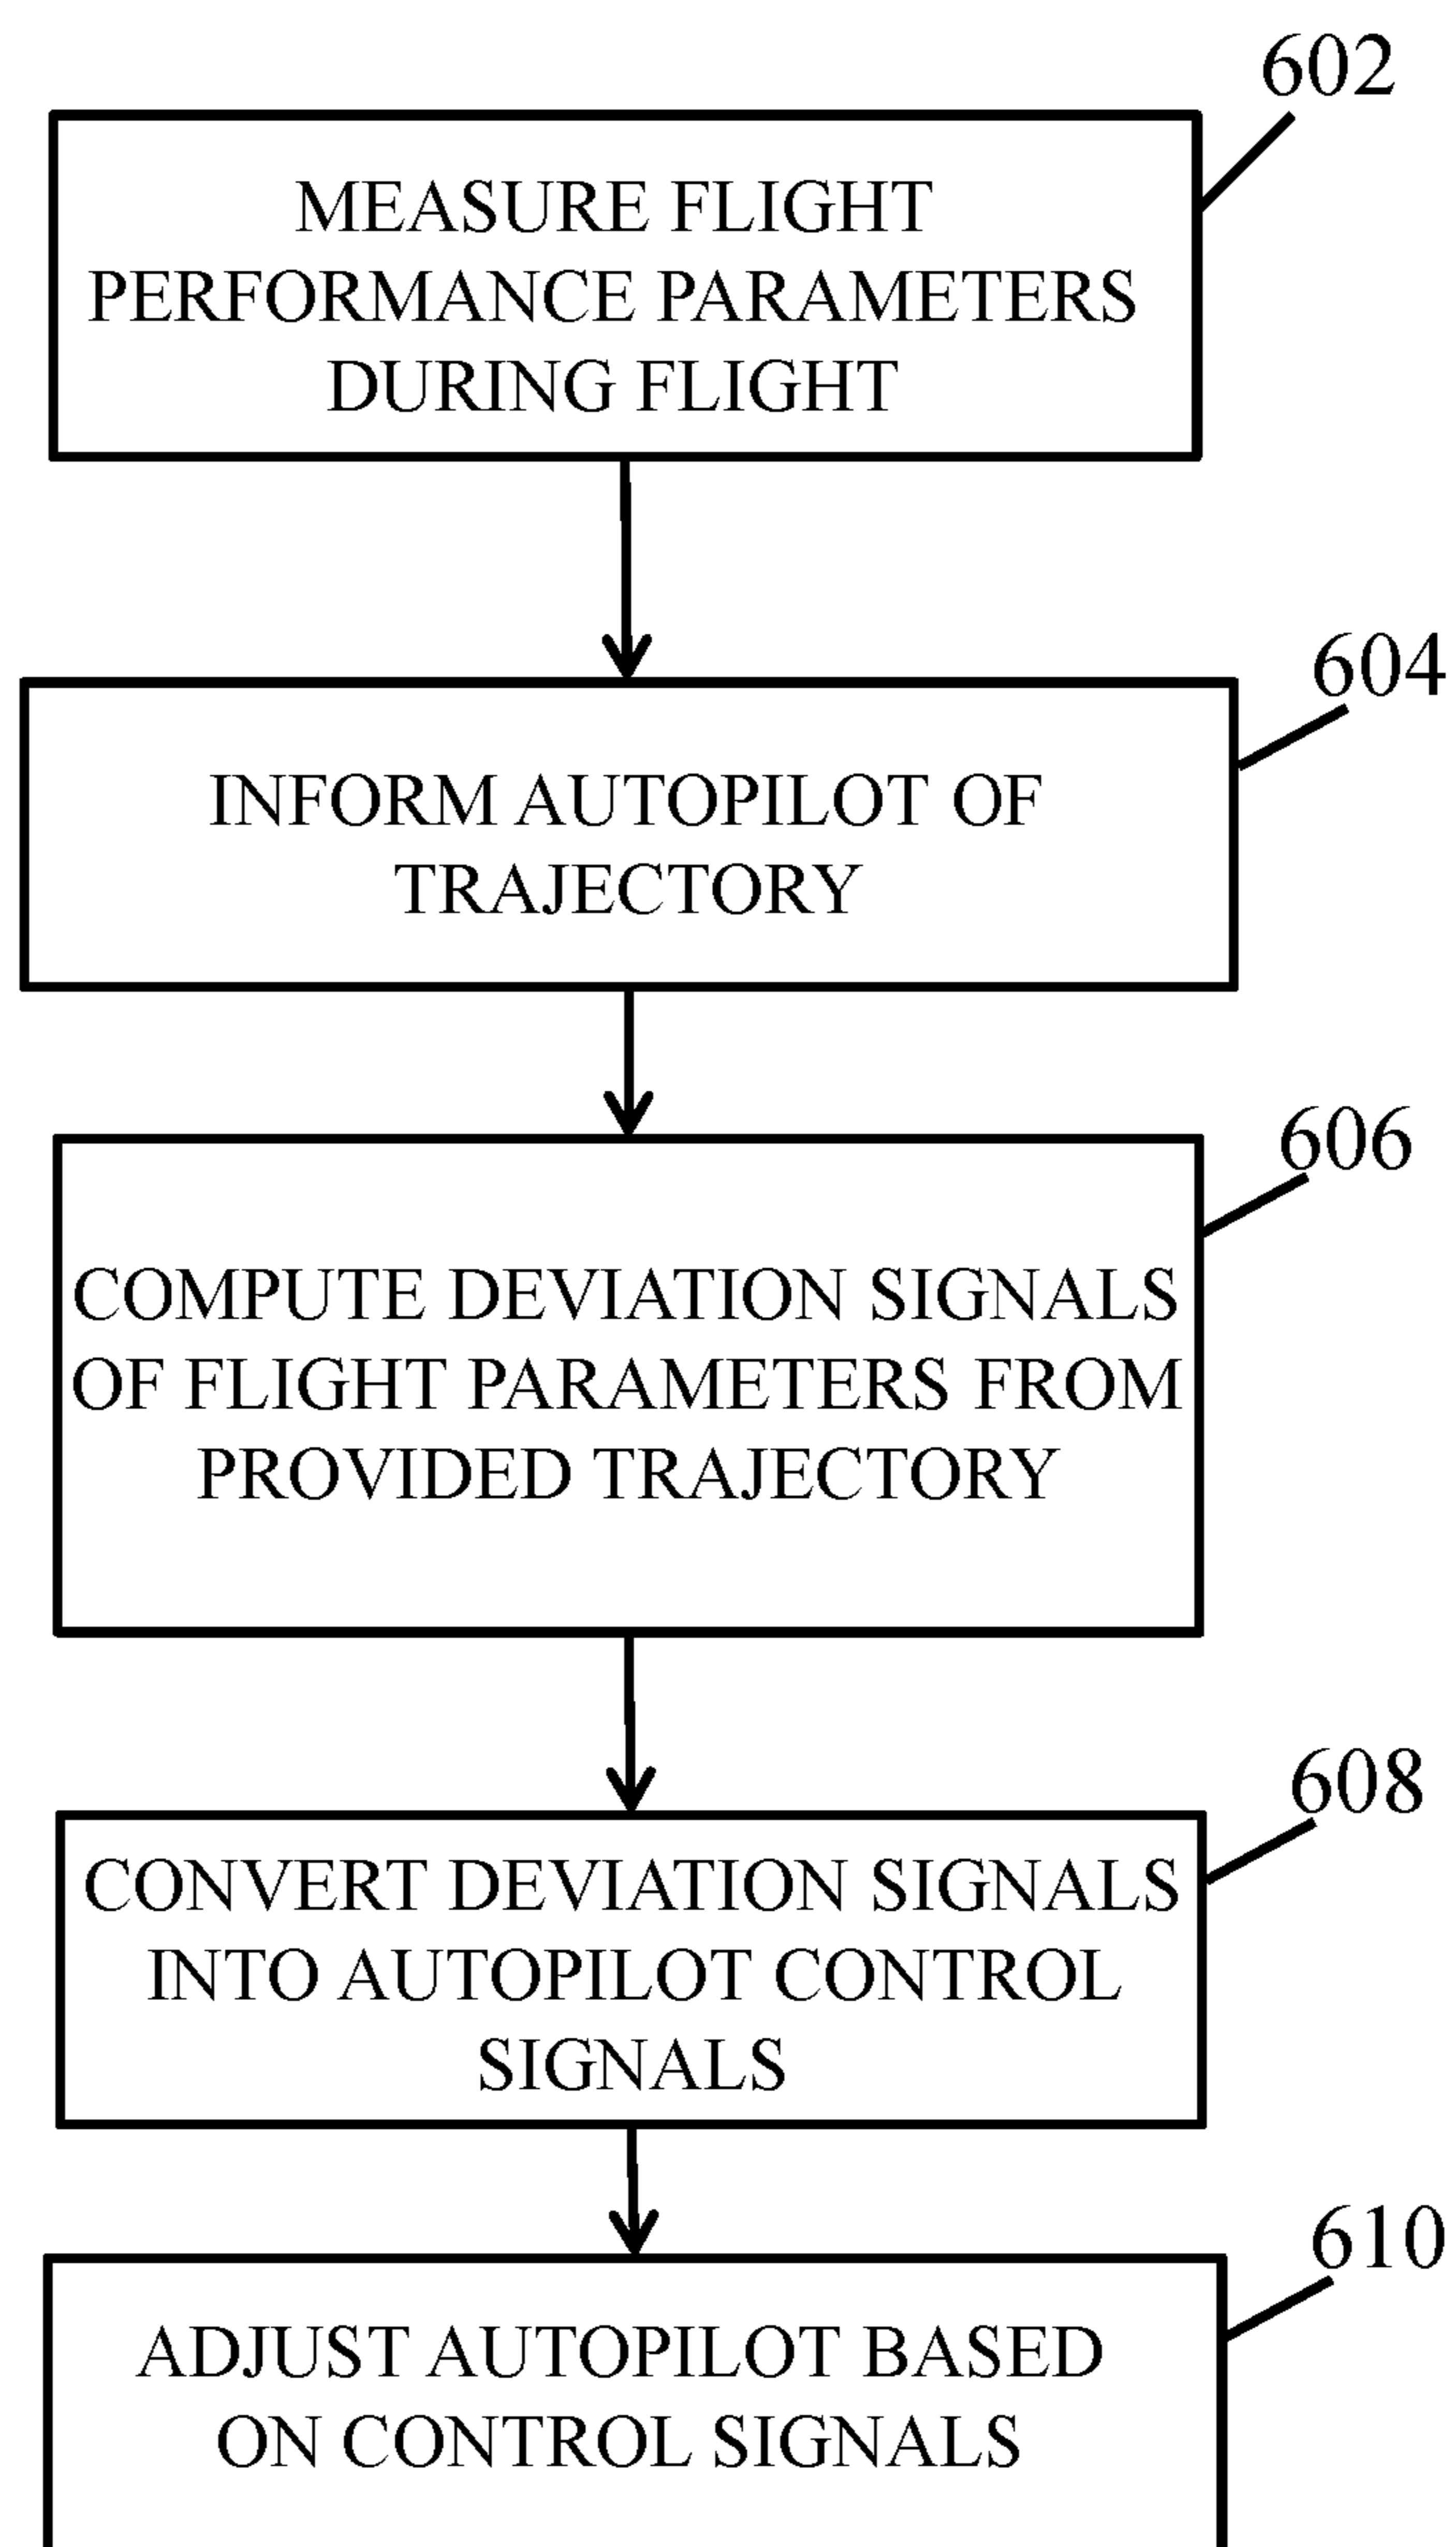 602
MEASURE FLIGHT
PERFORMANCE PARAMETERS
DURING FLIGHT
604
INFORM AUTOPILOT OF
TRAJECTORY
606
COMPUTE DEVIATION SIGNALS
OF FLIGHT PARAMETERS FROM
PROVIDED TRAJECTORY
608
CONVERT DEVIATION SIGNALS
INTO AUTOPILOT CONTROL
SIGNALS
610
ADJUST AUTOPILOT BASED
ON CONTROL SIGNALS